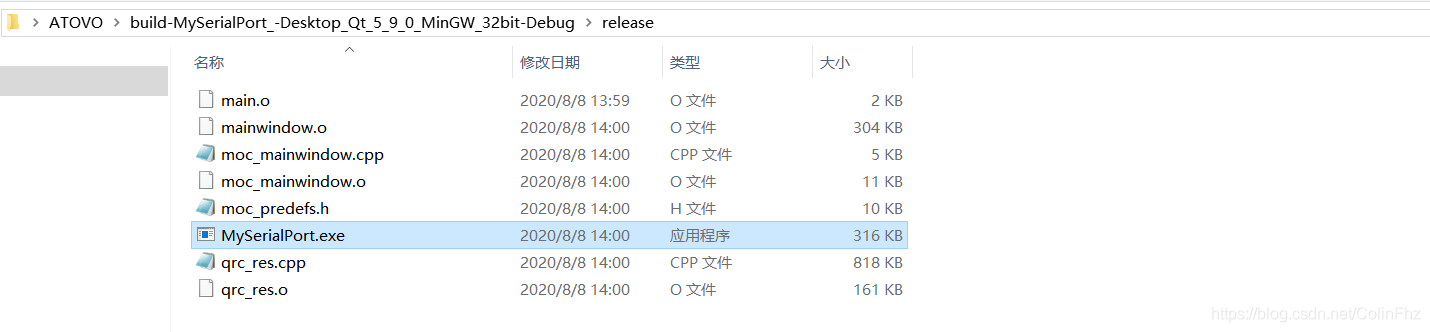 ATOVO > build-MySerialPort_-Desktop_Qt_5_9_0_MinGW_32bit-Debug > release
名称 修改日期 类型 大小
main.o 2020/8/8 13:59 O 文件 2 KB
mainwindow.o 2020/8/8 14:00 O 文件 304 KB
moc_mainwindow.cpp 2020/8/8 14:00 CPP 文件 5 KB
moc_mainwindow.o 2020/8/8 14:00 O 文件 11 KB
moc_predefs.h 2020/8/8 14:00 H 文件 10 KB
MySerialPort.exe 2020/8/8 14:00 应用程序 316 KB
qrc_res.cpp 2020/8/8 14:00 CPP 文件 818 KB
qrc_res.o 2020/8/8 14:00 O 文件 161 KB
https://blog.csdn.net/ColinFhz